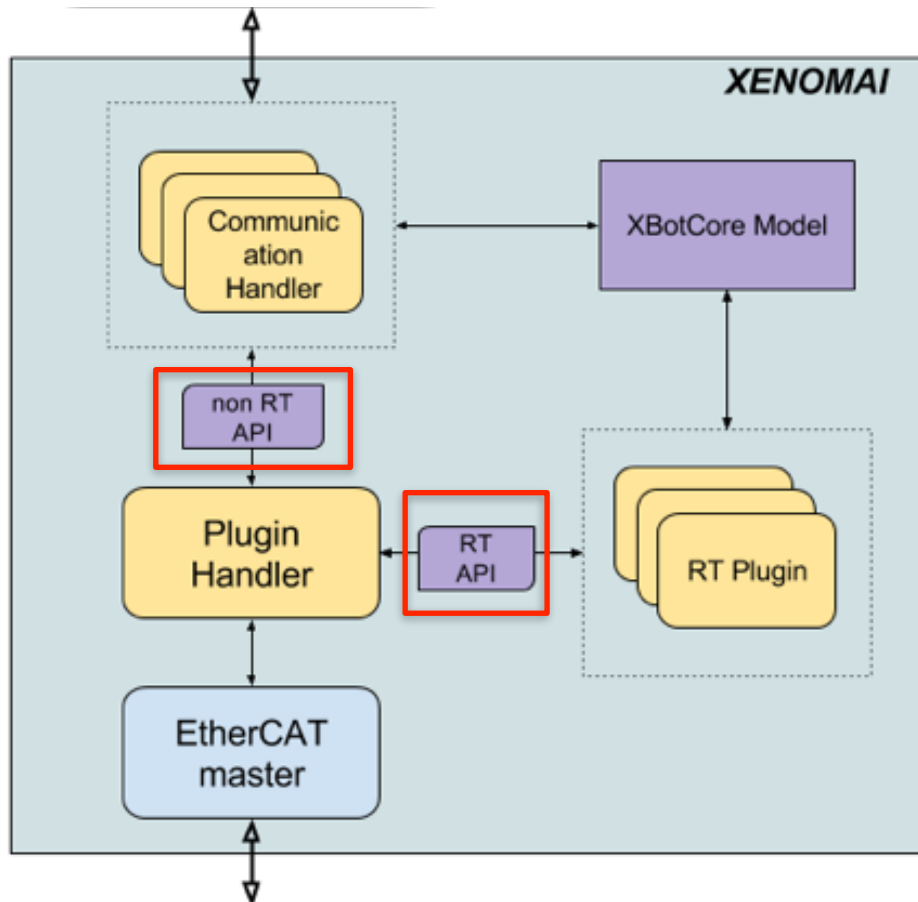 XENOMAI
Communic
ation
Handler
XBotCore Model
non RT
API
Plugin
Handler
RT
API
RT Plugin
EtherCAT
master